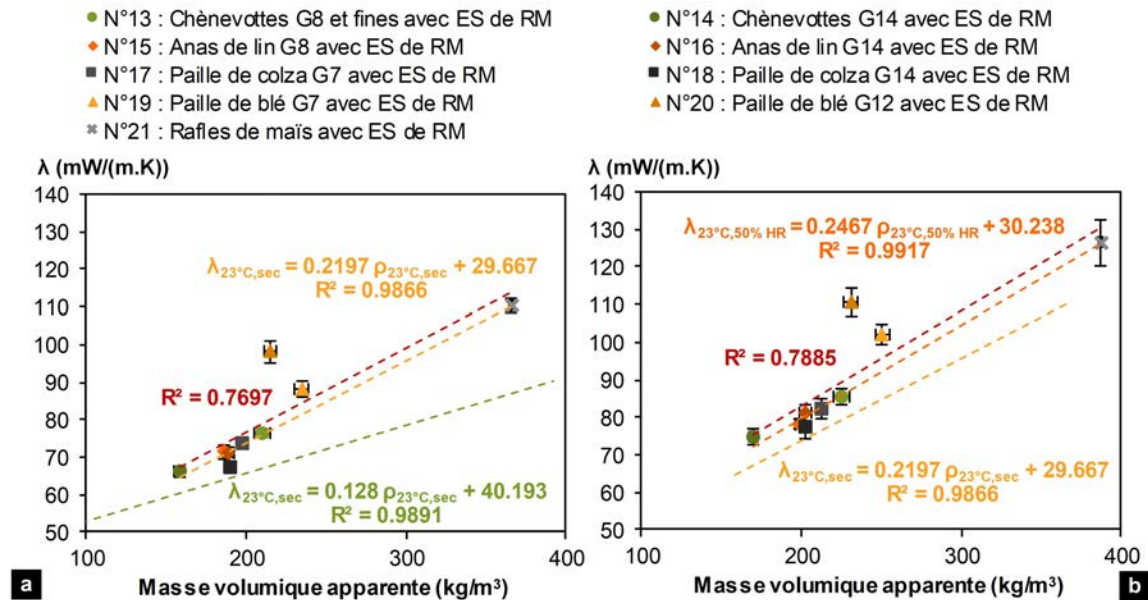 N°13 : Chènevottes G8 et fines avec ES de RM
N°14 : Chènevottes G14 avec ES de RM
N°15 : Anas de lin G8 avec ES de RM
N°16 : Anas de lin G14 avec ES de RM
N°17 : Paille de colza G7 avec ES de RM
N°18 : Paille de colza G14 avec ES de RM
N°19 : Paille de blé G7 avec ES de RM
N°20 : Paille de blé G12 avec ES de RM
N°21 : Rafles de maïs avec ES de RM
λ (mW/(m.K))
140
130
120
110
100
90
80
70
60
50
λ23°C,sec = 0.2197 ρ23°C,sec + 29.667
R² = 0.9866
R² = 0.7697
λ23°C,sec = 0.128 ρ23°C,sec + 40.193
R² = 0.9891
100 200 300 400
Masse volumique apparente (kg/m³)
a
λ (mW/(m.K))
140
130
120
110
100
90
80
70
60
50
λ23°C,50% HR = 0.2467 ρ23°C,50% HR + 30.238
R² = 0.9917
R² = 0.7885
λ23°C,sec = 0.2197 ρ23°C,sec + 29.667
R² = 0.9866
100 200 300 400
Masse volumique apparente (kg/m³)
b